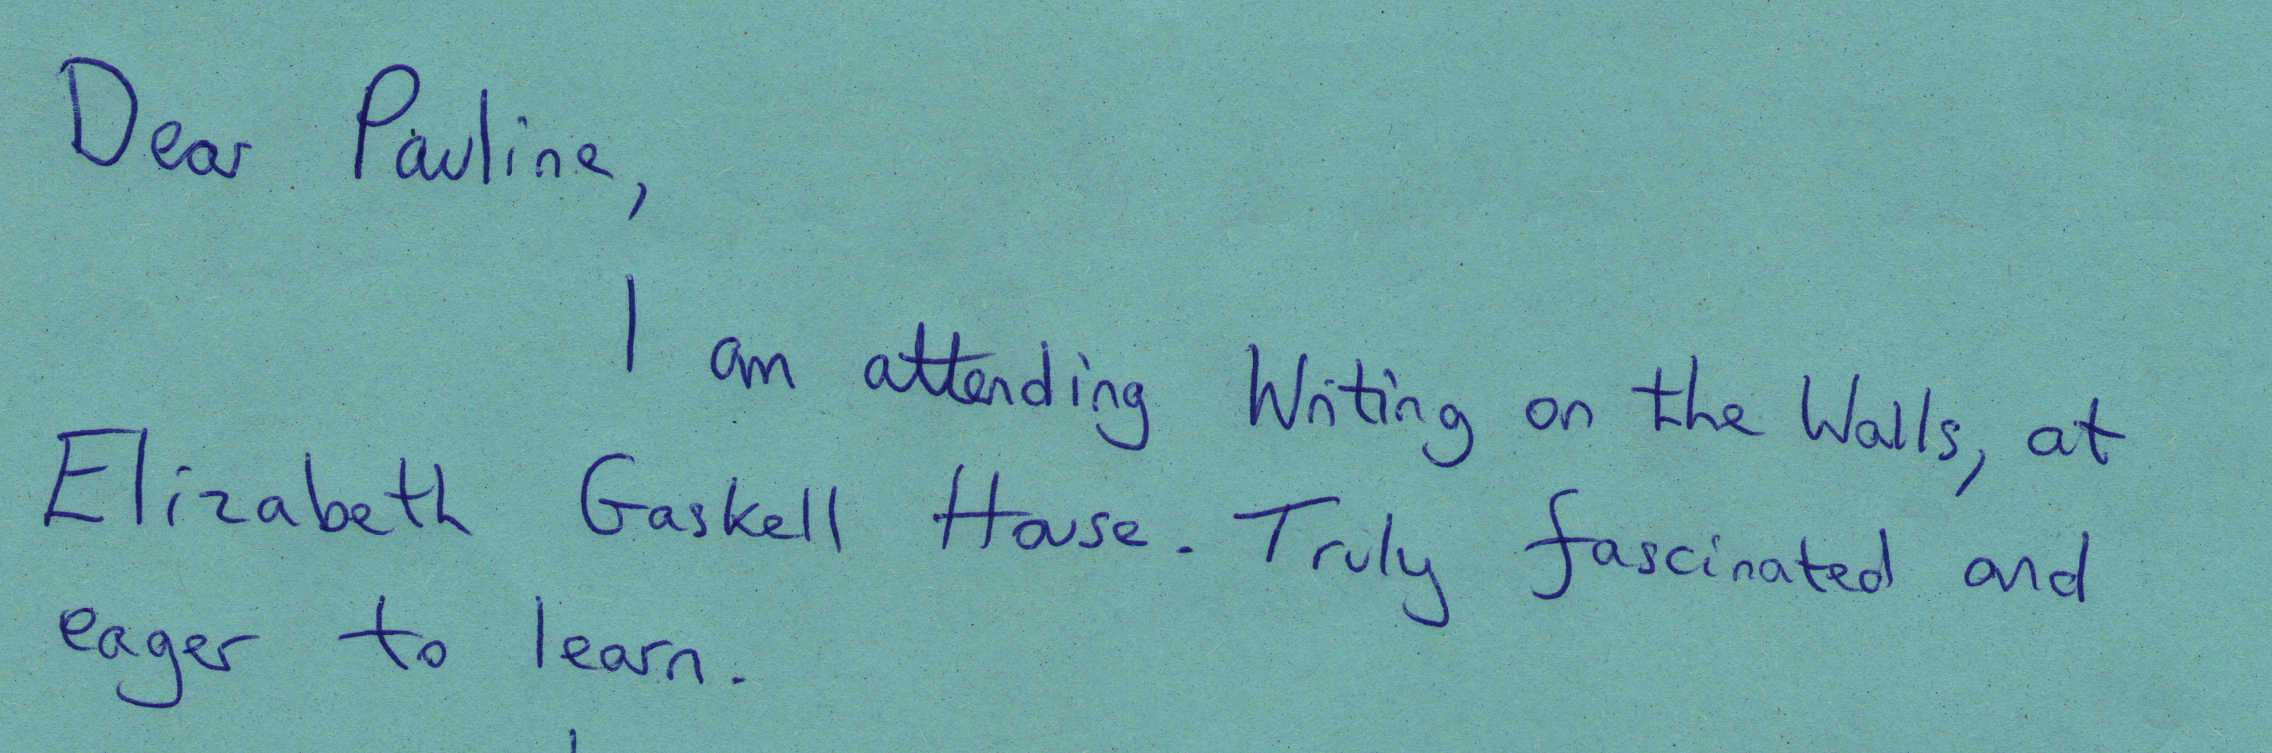 Dear Pauline,
I am attending Writing on the Walls, at
Elizabeth Gaskell House. Truly fascinated and
eager to learn.